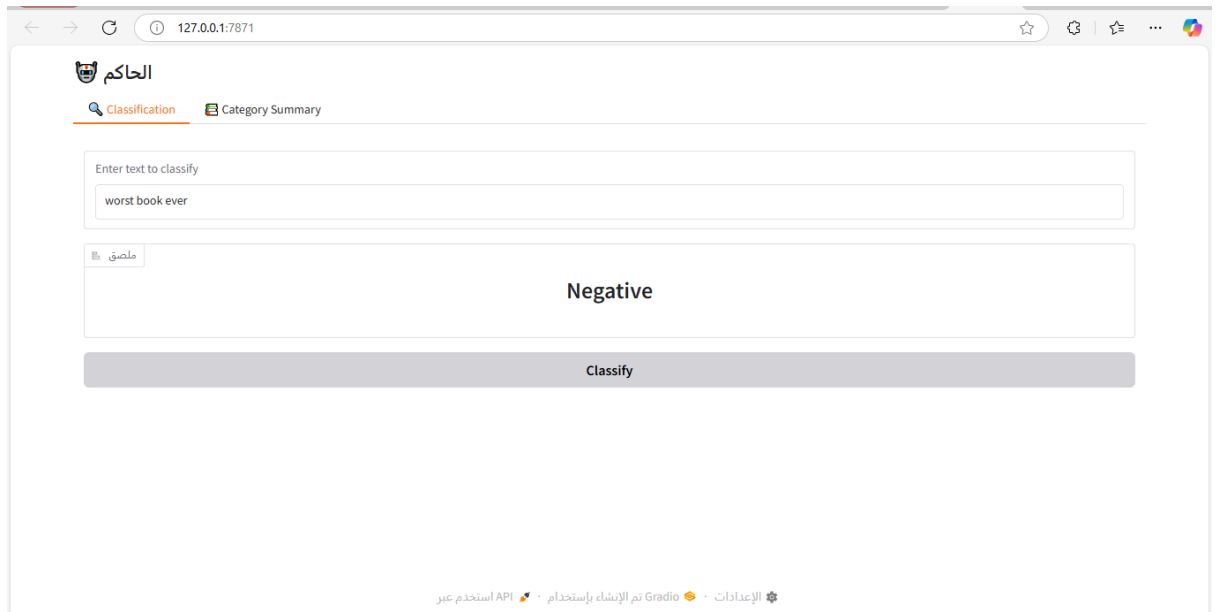 127.0.0.1:7871
الحاكم
Classification Category Summary
Enter text to classify
worst book ever
ملصق
Negative
Classify
استخدم عبر API · تم الإنشاء بإستخدام Gradio · الإعدادات